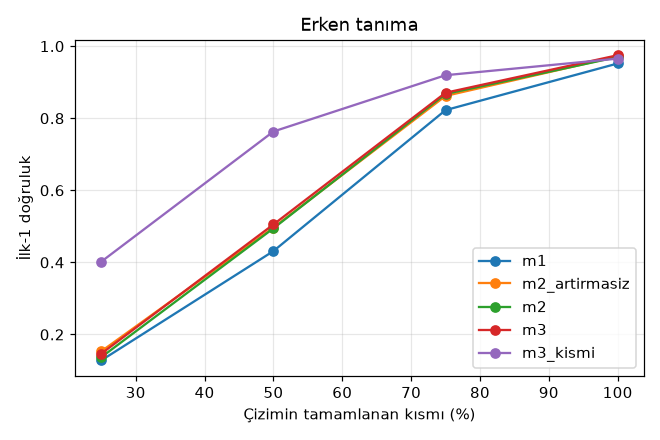 Erken tanıma
İlk-1 doğruluk
1.0
0.8
0.6
0.4
0.2
30 40 50 60 70 80 90 100
Çizimin tamamlanan kısmı (%)
m1
m2_artirmasiz
m2
m3
m3_kismi